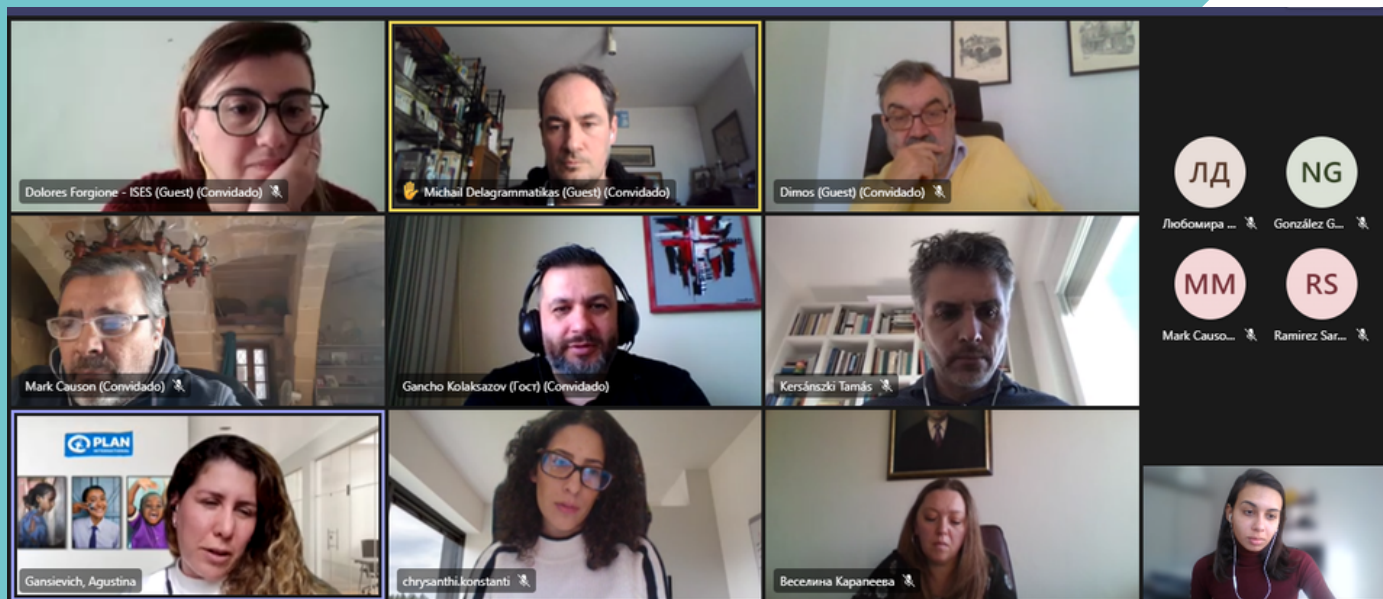 Dolores Forgione - ISES (Guest) (Convidado)
Michail Delagrammatikas (Guest) (Convidado)
Dimos (Guest) (Convidado)
ЛД
NG
Любомира ...
González G...
MM
RS
Mark Causo...
Ramirez Sar...
Mark Causon (Convidado)
Gancho Kolaksazov (Гост) (Convidado)
Kersánszki Tamás
PLAN
INTERNATIONAL
Gansievich, Agustina
chrysanthi.konstanti
Веселина Карапеева